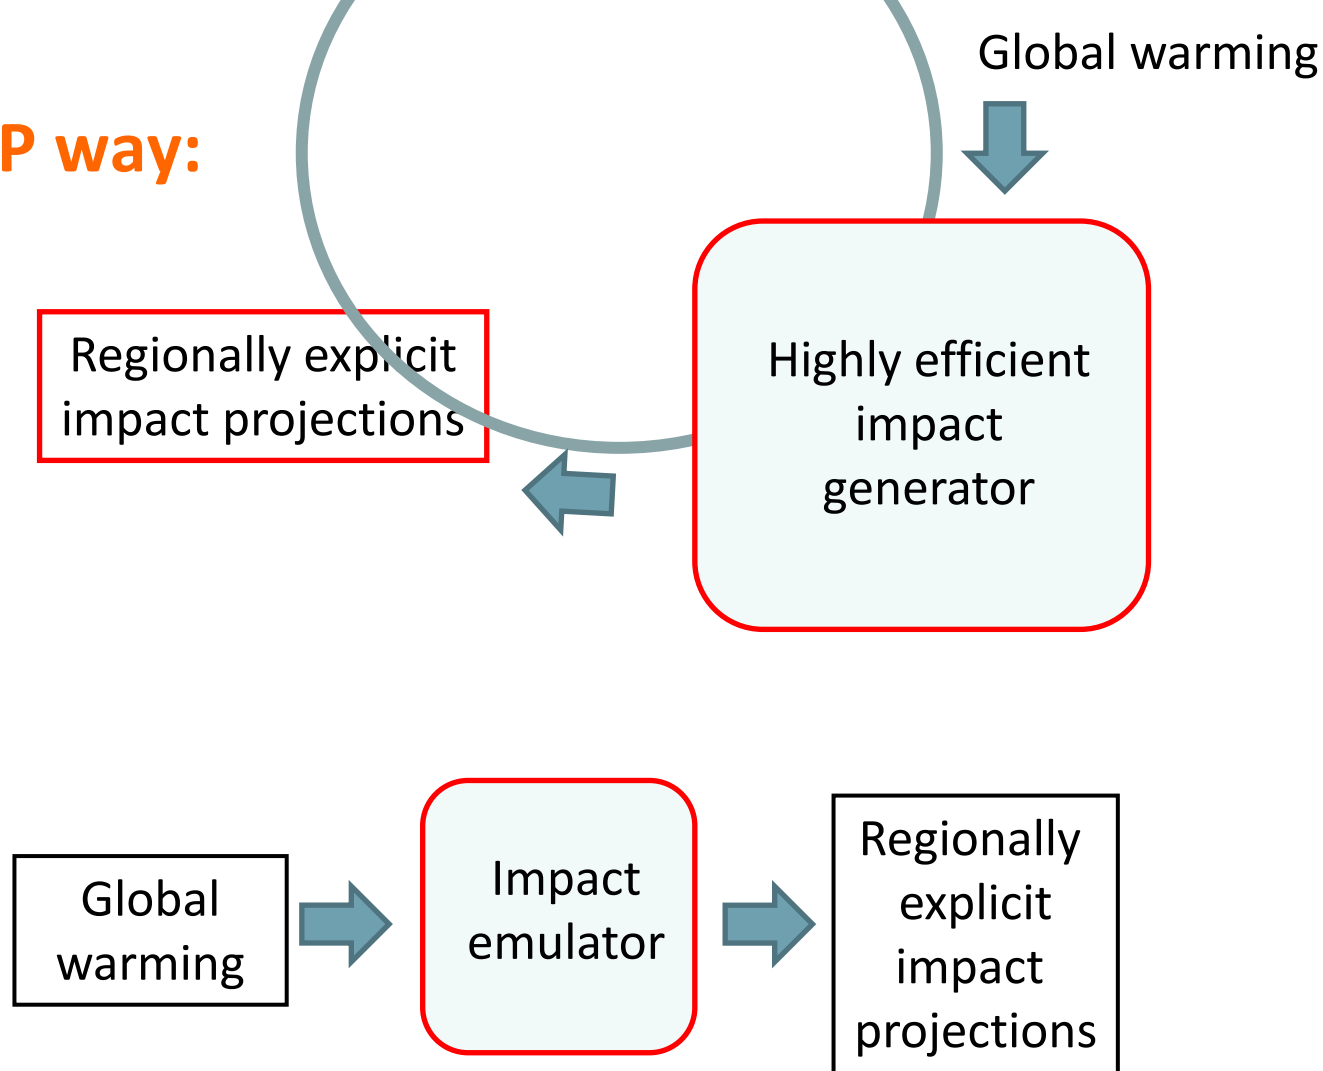 Global warming
P way:
Regionally explicit
impact projections
Highly efficient
impact
generator
Global
warming
Impact
emulator
Regionally
explicit
impact
projections